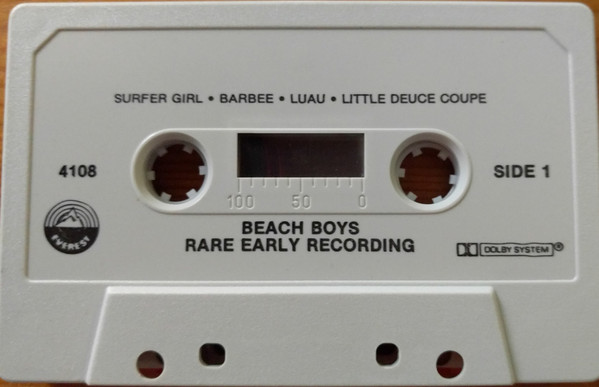 SURFER GIRL • BARBEE • LUAU • LITTLE DEUCE COUPE
4108
SIDE 1
100 50 0
EVEREST
BEACH BOYS
RARE EARLY RECORDING
DOLBY SYSTEM ®